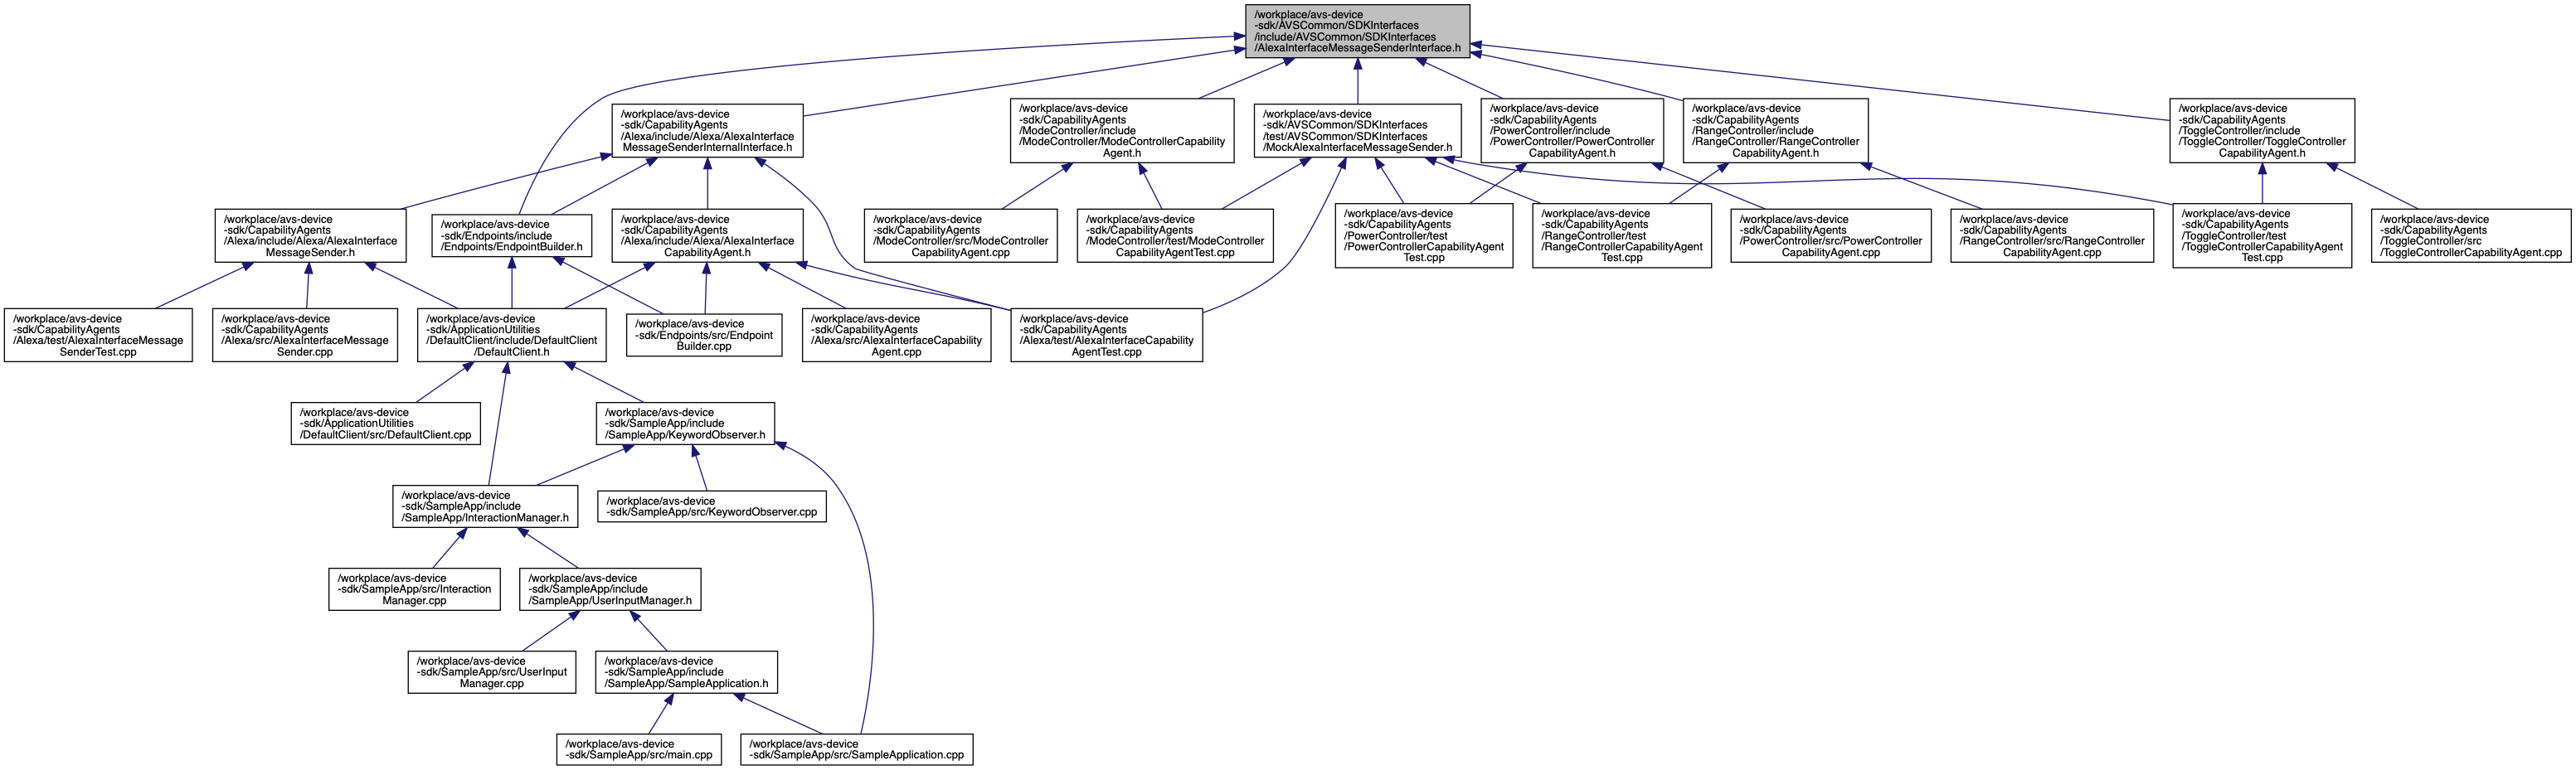 /workplace/avs-device
-sdk/AVSCommon/SDKInterfaces
/include/AVSCommon/SDKInterfaces
/AlexaInterfaceMessageSenderInterface.h
/workplace/avs-device
-sdk/CapabilityAgents
/Alexa/include/Alexa/AlexaInterface
MessageSenderInternalInterface.h
/workplace/avs-device
-sdk/CapabilityAgents
/ModeController/include
/ModeController/ModeControllerCapability
Agent.h
/workplace/avs-device
-sdk/AVSCommon/SDKInterfaces
/test/AVSCommon/SDKInterfaces
/MockAlexaInterfaceMessageSender.h
/workplace/avs-device
-sdk/CapabilityAgents
/PowerController/include
/PowerController/PowerController
CapabilityAgent.h
/workplace/avs-device
-sdk/CapabilityAgents
/RangeController/include
/RangeController/RangeController
CapabilityAgent.h
/workplace/avs-device
-sdk/CapabilityAgents
/ToggleController/include
/ToggleController/ToggleController
CapabilityAgent.h
/workplace/avs-device
-sdk/CapabilityAgents
/Alexa/include/Alexa/AlexaInterface
MessageSender.h
/workplace/avs-device
-sdk/Endpoints/include
/Endpoints/EndpointBuilder.h
/workplace/avs-device
-sdk/CapabilityAgents
/Alexa/include/Alexa/AlexaInterface
CapabilityAgent.h
/workplace/avs-device
-sdk/CapabilityAgents
/ModeController/src/ModeController
CapabilityAgent.cpp
/workplace/avs-device
-sdk/CapabilityAgents
/ModeController/test/ModeController
CapabilityAgentTest.cpp
/workplace/avs-device
-sdk/CapabilityAgents
/PowerController/test
/PowerControllerCapabilityAgent
Test.cpp
/workplace/avs-device
-sdk/CapabilityAgents
/RangeController/test
/RangeControllerCapabilityAgent
Test.cpp
/workplace/avs-device
-sdk/CapabilityAgents
/PowerController/src/PowerController
CapabilityAgent.cpp
/workplace/avs-device
-sdk/CapabilityAgents
/RangeController/src/RangeController
CapabilityAgent.cpp
/workplace/avs-device
-sdk/CapabilityAgents
/ToggleController/test
/ToggleControllerCapabilityAgent
Test.cpp
/workplace/avs-device
-sdk/CapabilityAgents
/ToggleController/src
/ToggleControllerCapabilityAgent.cpp
/workplace/avs-device
-sdk/CapabilityAgents
/Alexa/test/AlexaInterfaceMessage
SenderTest.cpp
/workplace/avs-device
-sdk/CapabilityAgents
/Alexa/src/AlexaInterfaceMessage
Sender.cpp
/workplace/avs-device
-sdk/ApplicationUtilities
/DefaultClient/include/DefaultClient
/DefaultClient.h
/workplace/avs-device
-sdk/Endpoints/src/Endpoint
Builder.cpp
/workplace/avs-device
-sdk/CapabilityAgents
/Alexa/src/AlexaInterfaceCapability
Agent.cpp
/workplace/avs-device
-sdk/CapabilityAgents
/Alexa/test/AlexaInterfaceCapability
AgentTest.cpp
/workplace/avs-device
-sdk/ApplicationUtilities
/DefaultClient/src/DefaultClient.cpp
/workplace/avs-device
-sdk/SampleApp/include
/SampleApp/KeywordObserver.h
/workplace/avs-device
-sdk/SampleApp/include
/SampleApp/InteractionManager.h
/workplace/avs-device
-sdk/SampleApp/src/KeywordObserver.cpp
/workplace/avs-device
-sdk/SampleApp/src/Interaction
Manager.cpp
/workplace/avs-device
-sdk/SampleApp/include
/SampleApp/UserInputManager.h
/workplace/avs-device
-sdk/SampleApp/src/UserInput
Manager.cpp
/workplace/avs-device
-sdk/SampleApp/include
/SampleApp/SampleApplication.h
/workplace/avs-device
-sdk/SampleApp/src/main.cpp
/workplace/avs-device
-sdk/SampleApp/src/SampleApplication.cpp